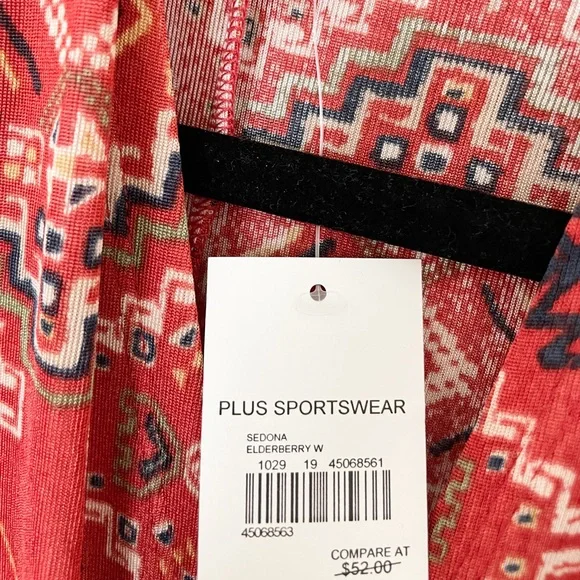 PLUS SPORTSWEAR
SEDONA
ELDERBERRY W
1029 19 45068561
45068563
COMPARE AT
$52.00